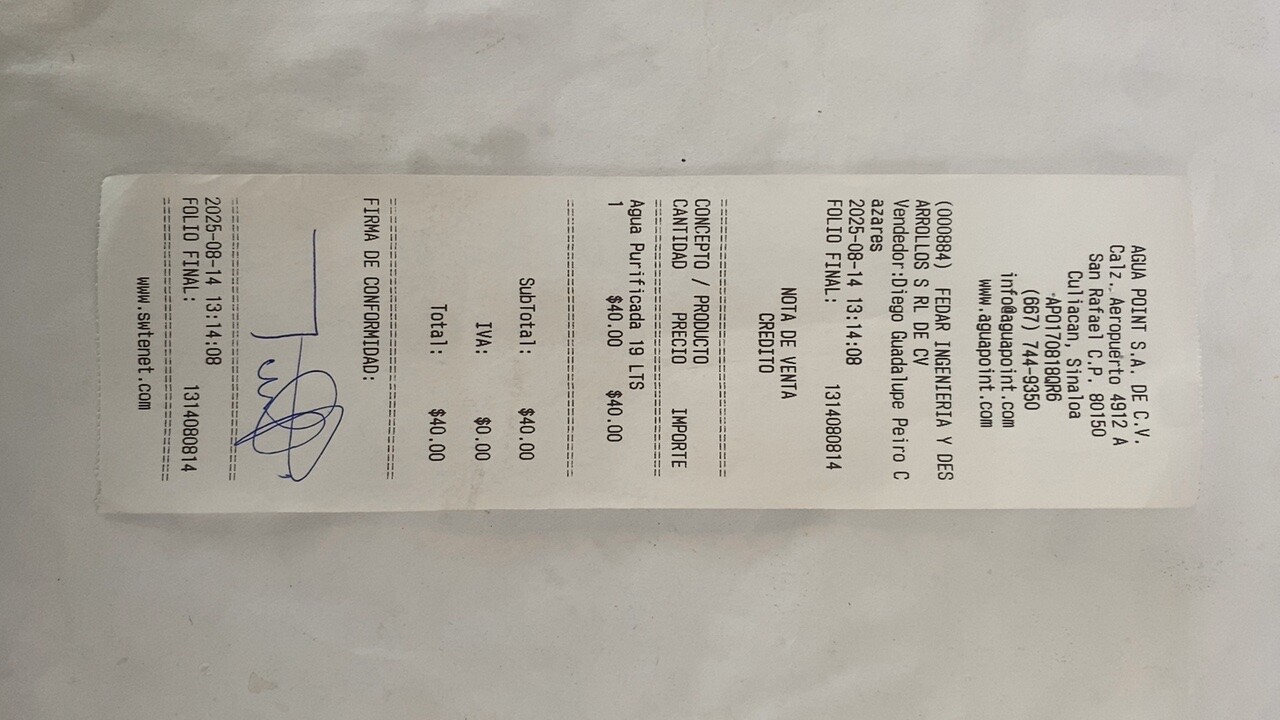 AGUA POINT S.A. DE C.V.
Calz. Aeropuerto 4912 A
San Rafael C.P. 80150
Culiacan, Sinaloa
APO170818QR6
(667) 744-9350
info@aguapoint.com
www.aguapoint.com
(000884) FEDAR INGENIERIA Y DES
ARROLLOS S RL DE CV
Vendedor:Diego Guadalupe Peiro C
azares
2025-08-14 13:14:08
FOLIO FINAL: 1314080814
NOTA DE VENTA
CREDITO
================================
CONCEPTO / PRODUCTO
CANTIDAD PRECIO IMPORTE
================================
Agua Purificada 19 LTS
1 $40.00 $40.00
================================
SubTotal: $40.00
IVA: $0.00
Total: $40.00
================================
FIRMA DE CONFORMIDAD:
================================
2025-08-14 13:14:08
FOLIO FINAL: 1314080814
================================
www.swtenet.com